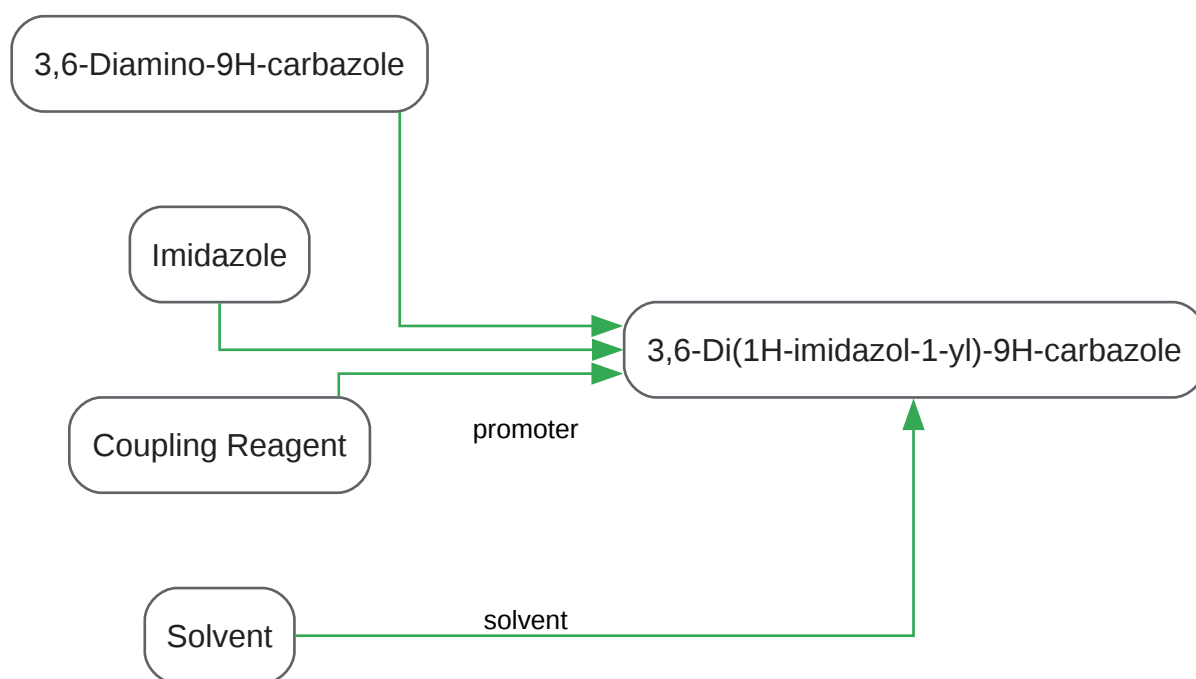 3,6-Diamino-9H-carbazole
Imidazole
3,6-Di(1H-imidazol-1-yl)-9H-carbazole
Coupling Reagent
promoter
Solvent
solvent